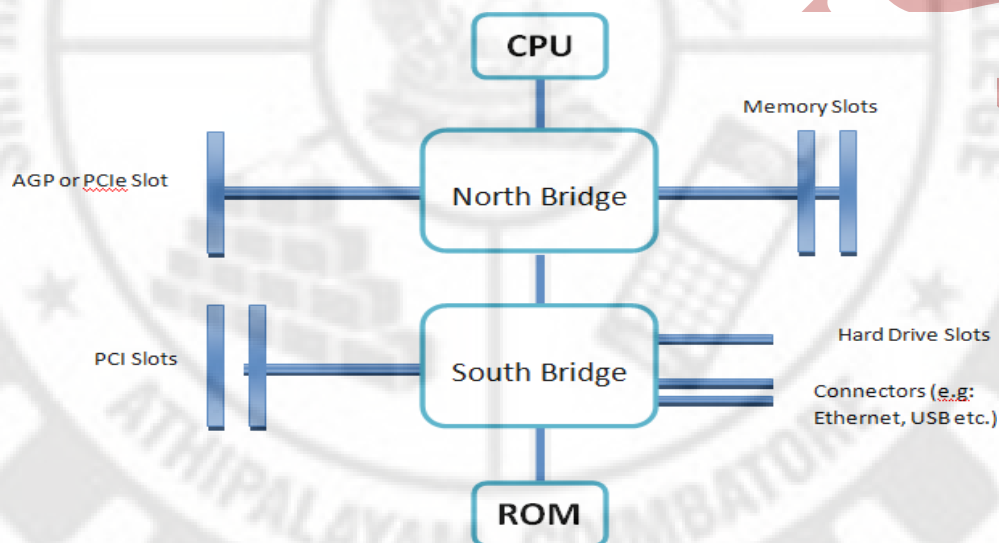 CPU
Memory Slots
AGP or PCIe Slot
North Bridge
Hard Drive Slots
PCI Slots
South Bridge
Connectors (e.g:
Ethernet, USB etc.)
ROM
ATHIPALAYAM